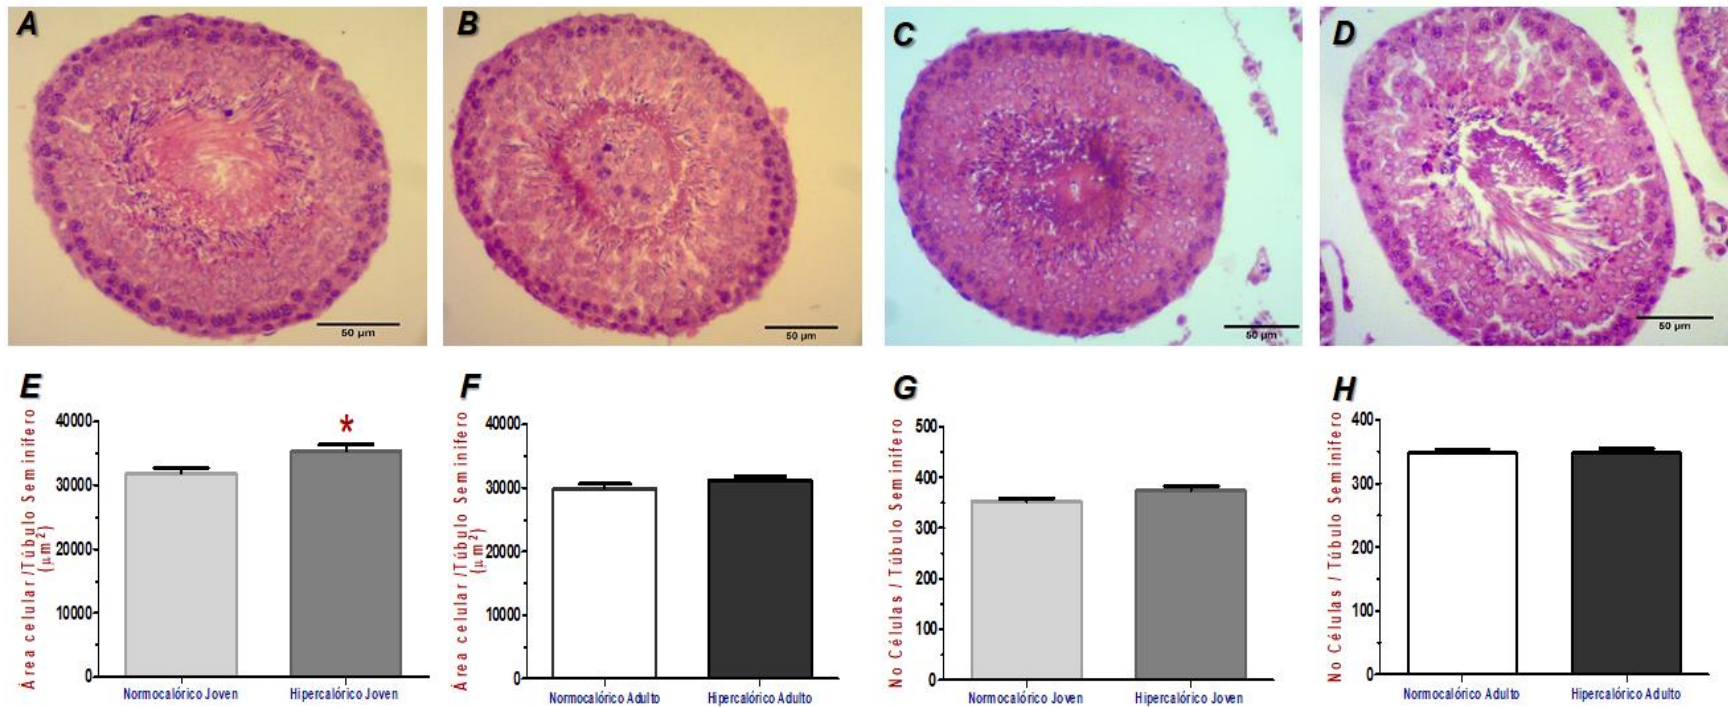 A
B
C
D
50 µm
50 µm
50 µm
50 µm
E
Área celular /Túbulo Seminífero
(µm2)
40000
30000
20000
10000
0
*
Normocalórico Joven
Hipercalórico Joven
F
Área celular /Túbulo Seminífero
(µm2)
40000
30000
20000
10000
0
Normocalórico Adulto
Hipercalórico Adulto
G
No Células / Túbulo Seminífero
500
400
300
200
100
0
Normocalórico Joven
Hipercalórico Joven
H
No Células / Túbulo Seminífero
400
300
200
100
0
Normocalórico Adulto
Hipercalórico Adulto